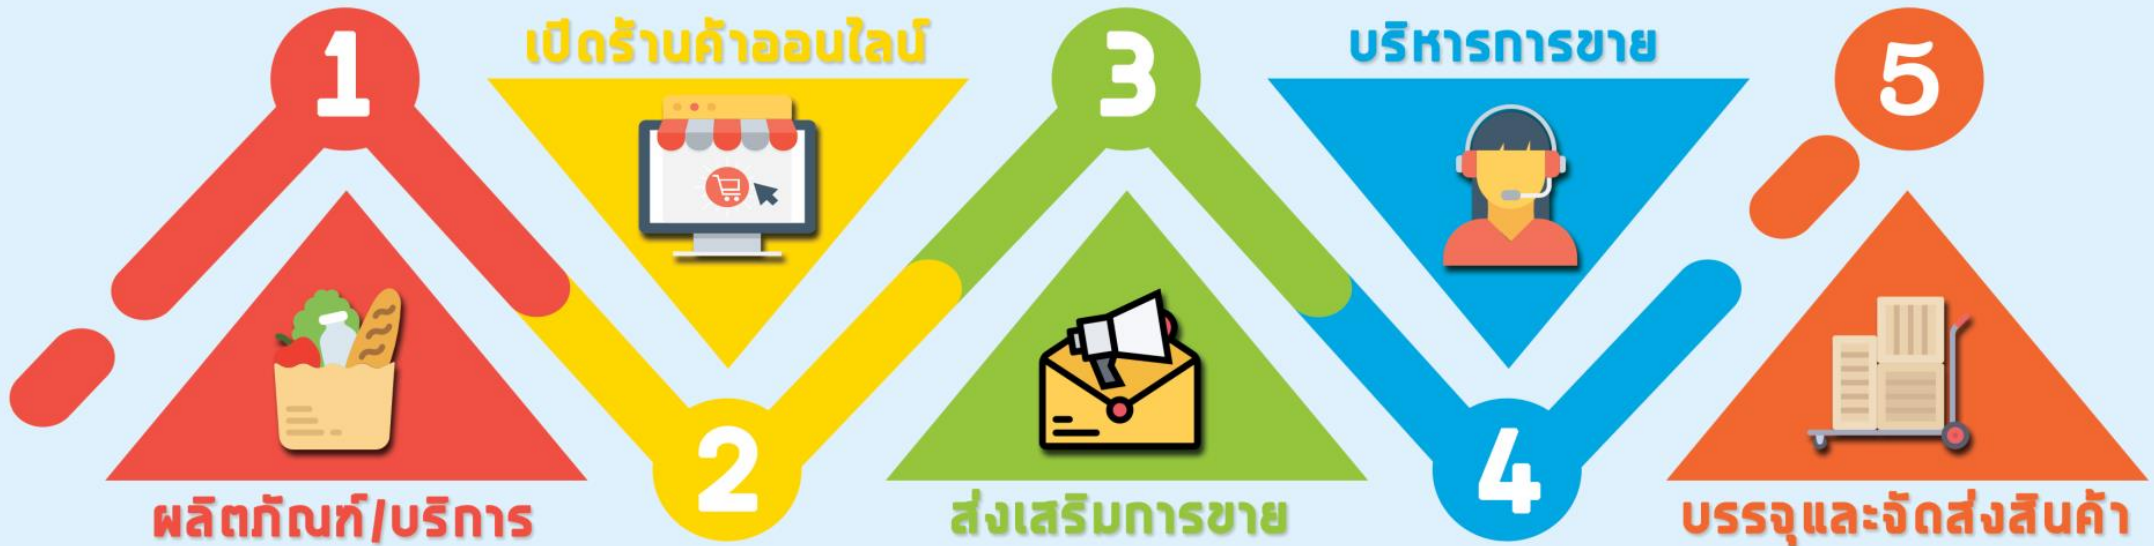 1
ผลิตภัณฑ์/บริการ
เปิดร้านค้าออนไลน์
2
3
ส่งเสริมการขาย
บริหารการขาย
4
5
บรรจุและจัดส่งสินค้า